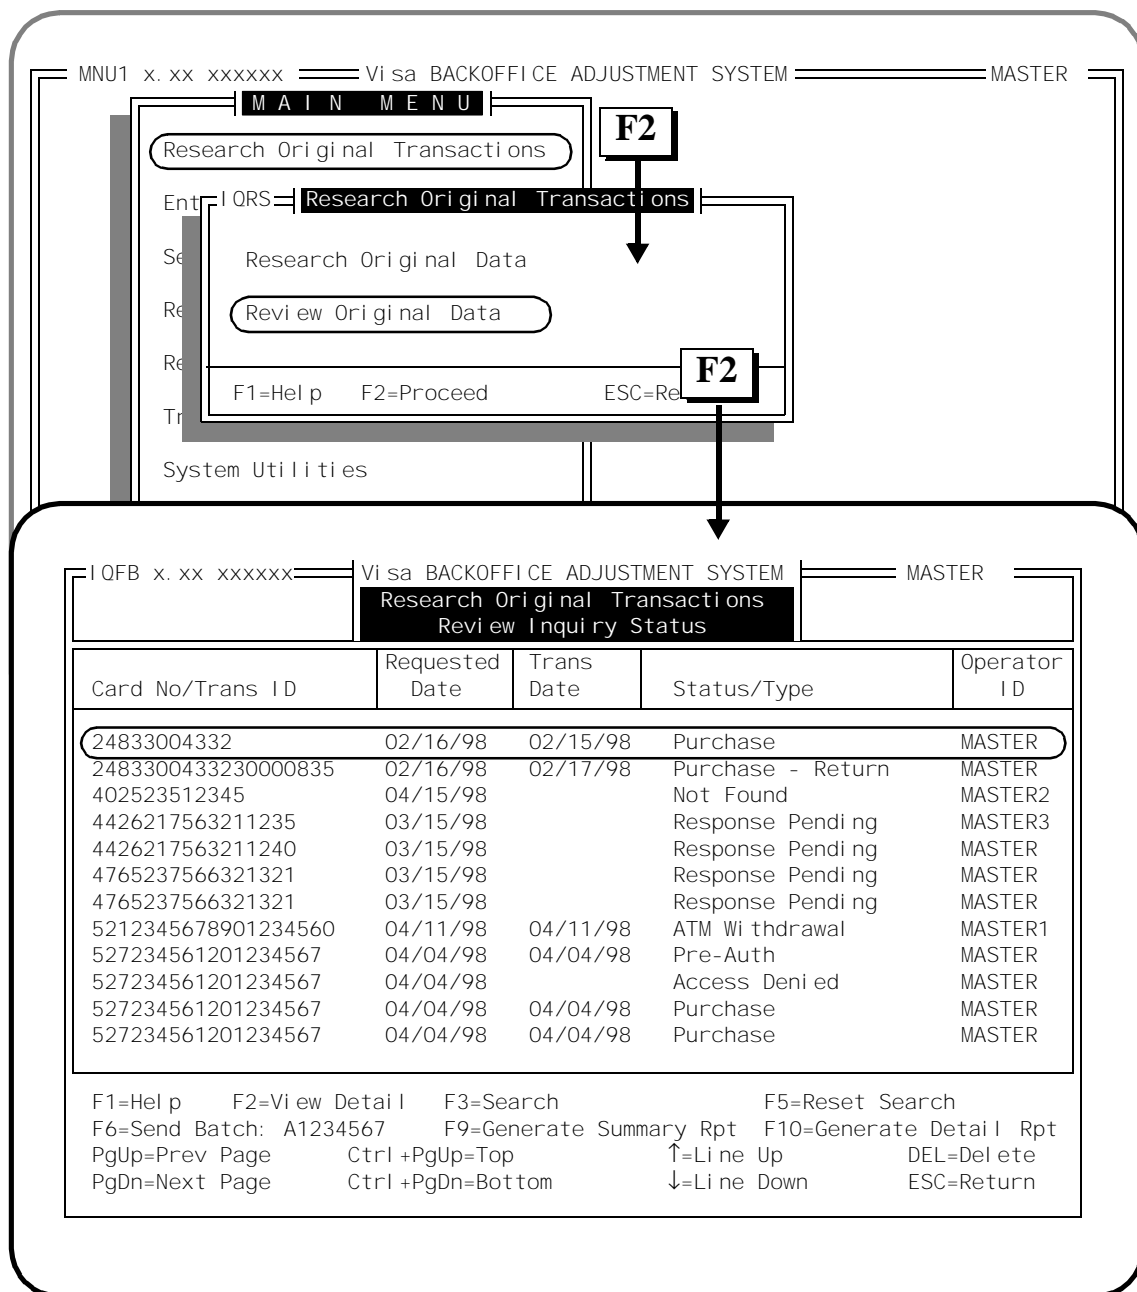 MNU1 x.xx xxxxxx Visa BACKOFFICE ADJUSTMENT SYSTEM MASTER
MAIN MENU
F2
Research Original Transactions
Ent
IQRS Research Original Transactions
Se
Research Original Data
Re
Review Original Data
Re
F2
F1=Help F2=Proceed ESC=Re
Tr
System Utilities
IQFB x.xx xxxxxx Visa BACKOFFICE ADJUSTMENT SYSTEM MASTER
Research Original Transactions
Review Inquiry Status
Requested Trans Operator
Card No/Trans ID Date Date Status/Type ID
24833004332 02/16/98 02/15/98 Purchase MASTER
2483300433230000835 02/16/98 02/17/98 Purchase - Return MASTER
402523512345 04/15/98 Not Found MASTER2
4426217563211235 03/15/98 Response Pending MASTER3
4426217563211240 03/15/98 Response Pending MASTER
4765237566321321 03/15/98 Response Pending MASTER
4765237566321321 03/15/98 Response Pending MASTER
5212345678901234560 04/11/98 04/11/98 ATM Withdrawal MASTER1
527234561201234567 04/04/98 04/04/98 Pre-Auth MASTER
527234561201234567 04/04/98 Access Denied MASTER
527234561201234567 04/04/98 04/04/98 Purchase MASTER
527234561201234567 04/04/98 04/04/98 Purchase MASTER
F1=Help F2=View Detail F3=Search F5=Reset Search
F6=Send Batch: A1234567 F9=Generate Summary Rpt F10=Generate Detail Rpt
PgUp=Prev Page Ctrl+PgUp=Top ↑=Line Up DEL=Delete
PgDn=Next Page Ctrl+PgDn=Bottom ↓=Line Down ESC=Return